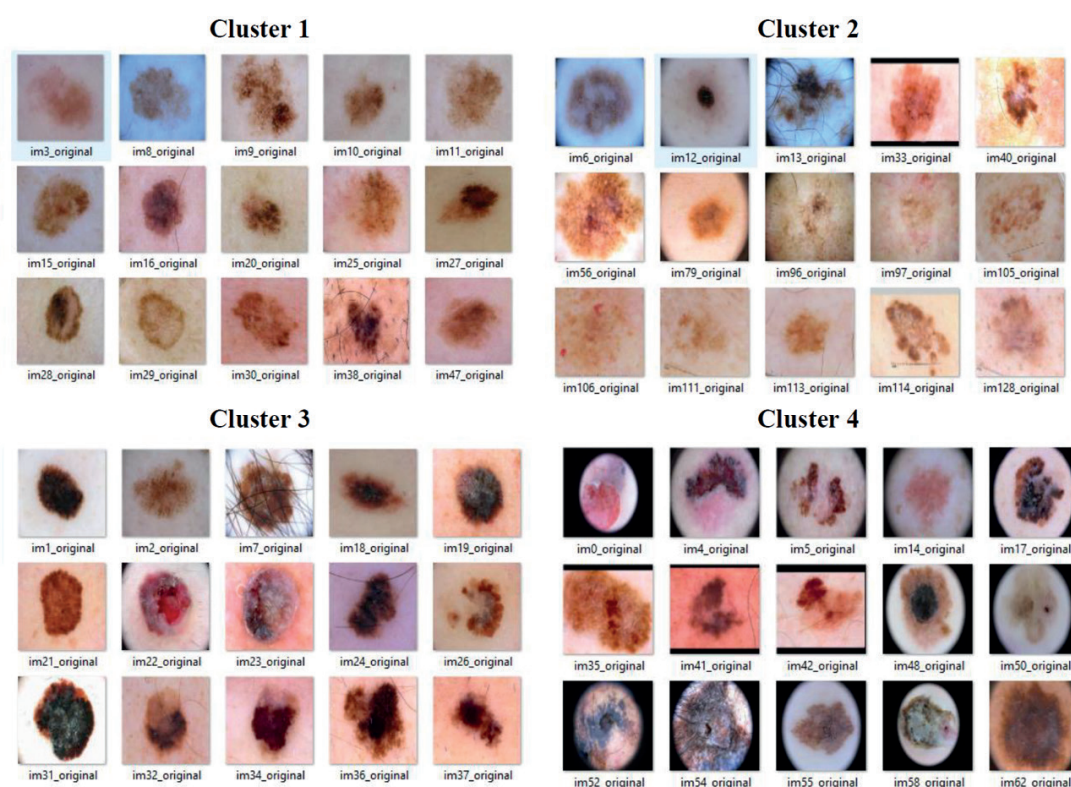 Cluster 1
im3_original im8_original im9_original im10_original im11_original
im15_original im16_original im20_original im25_original im27_original
im28_original im29_original im30_original im38_original im47_original
Cluster 2
im6_original im12_original im13_original im33_original im40_original
im56_original im79_original im96_original im97_original im105_original
im106_original im111_original im113_original im114_original im128_original
Cluster 3
im1_original im2_original im7_original im18_original im19_original
im21_original im22_original im23_original im24_original im26_original
im31_original im32_original im34_original im36_original im37_original
Cluster 4
im0_original im4_original im5_original im14_original im17_original
im35_original im41_original im42_original im48_original im50_original
im52_original im54_original im55_original im58_original im62_original